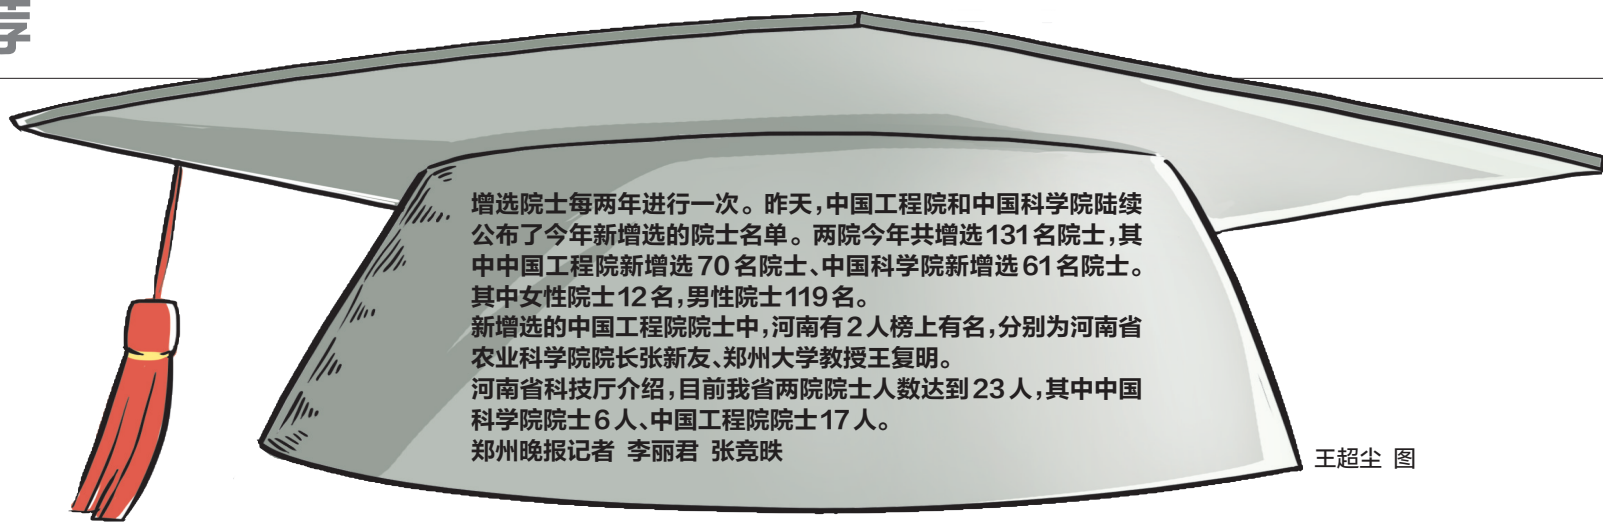 增选院士每两年进行一次。昨天,中国工程院和中国科学院陆续
公布了今年新增选的院士名单。两院今年共增选131名院士,其
中中国工程院新增选70名院士、中国科学院新增选61名院士。
其中女性院士12名,男性院士119名。
新增选的中国工程院院士中,河南有2人榜上有名,分别为河南省
农业科学院院长张新友、郑州大学教授王复明。
河南省科技厅介绍,目前我省两院院士人数达到23人,其中中国
科学院院士6人、中国工程院院士17人。
郑州晚报记者 李丽君 张竞昳
王超尘 图